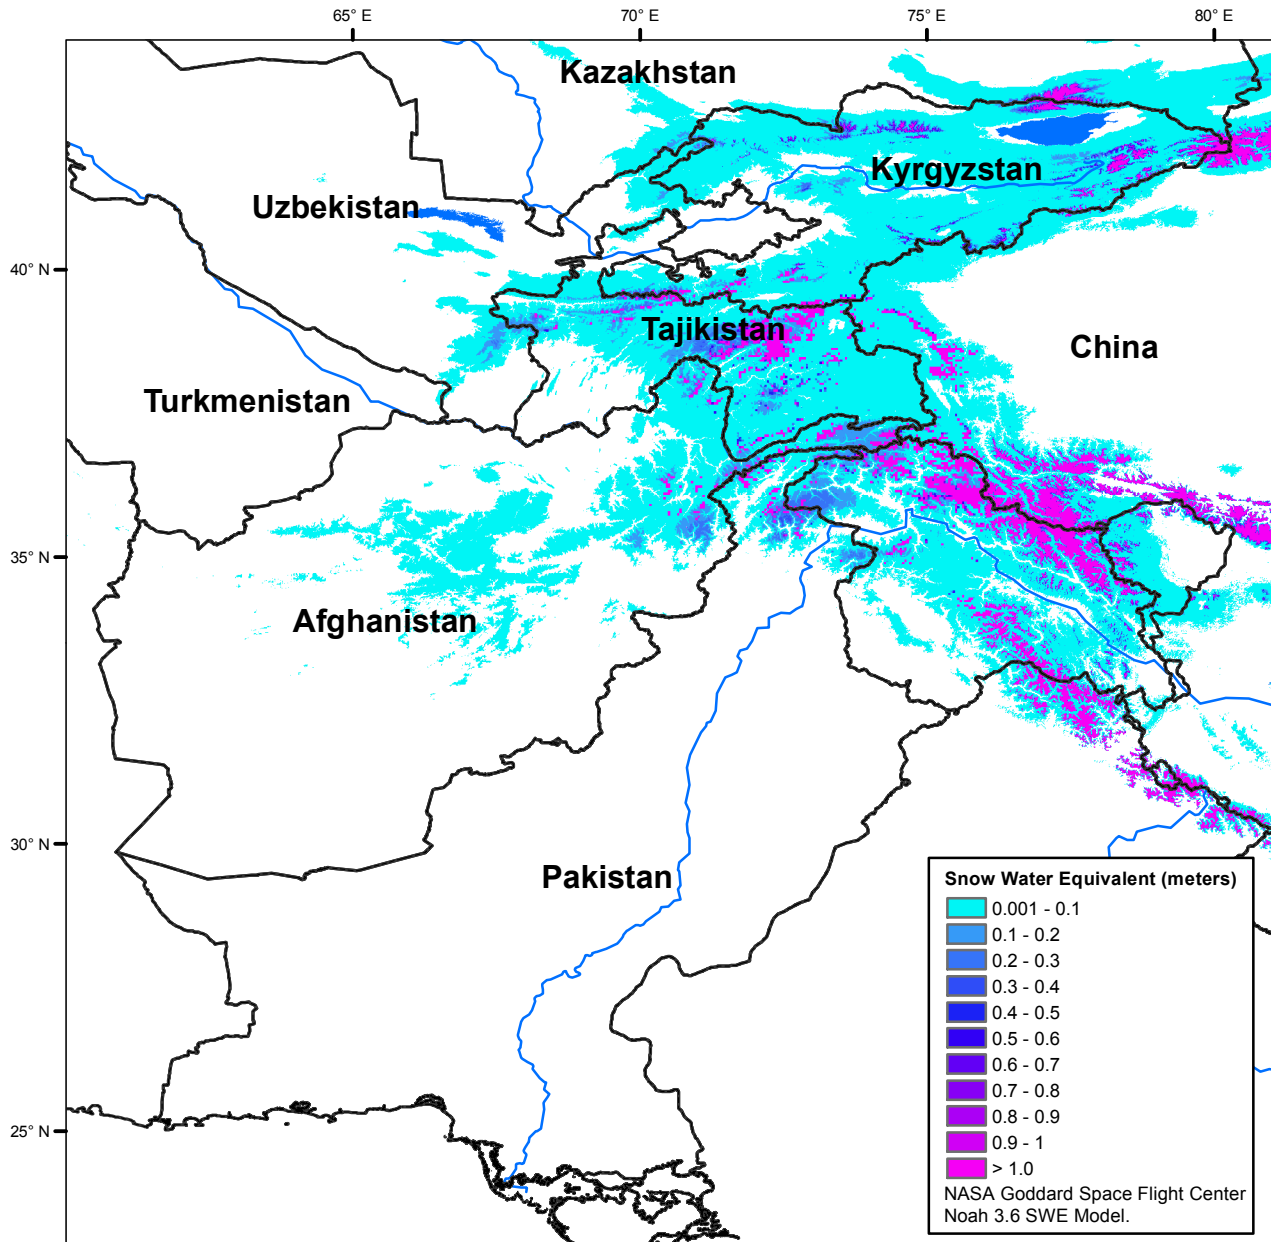 65° E
70° E
75° E
80° E
Kazakhstan
Kyrgyzstan
Uzbekistan
40° N
Tajikistan
China
Turkmenistan
35° N
Afghanistan
30° N
Pakistan
25° N
Snow Water Equivalent (meters)
0.001 - 0.1
0.1 - 0.2
0.2 - 0.3
0.3 - 0.4
0.4 - 0.5
0.5 - 0.6
0.6 - 0.7
0.7 - 0.8
0.8 - 0.9
0.9 - 1
> 1.0
NASA Goddard Space Flight Center
Noah 3.6 SWE Model.